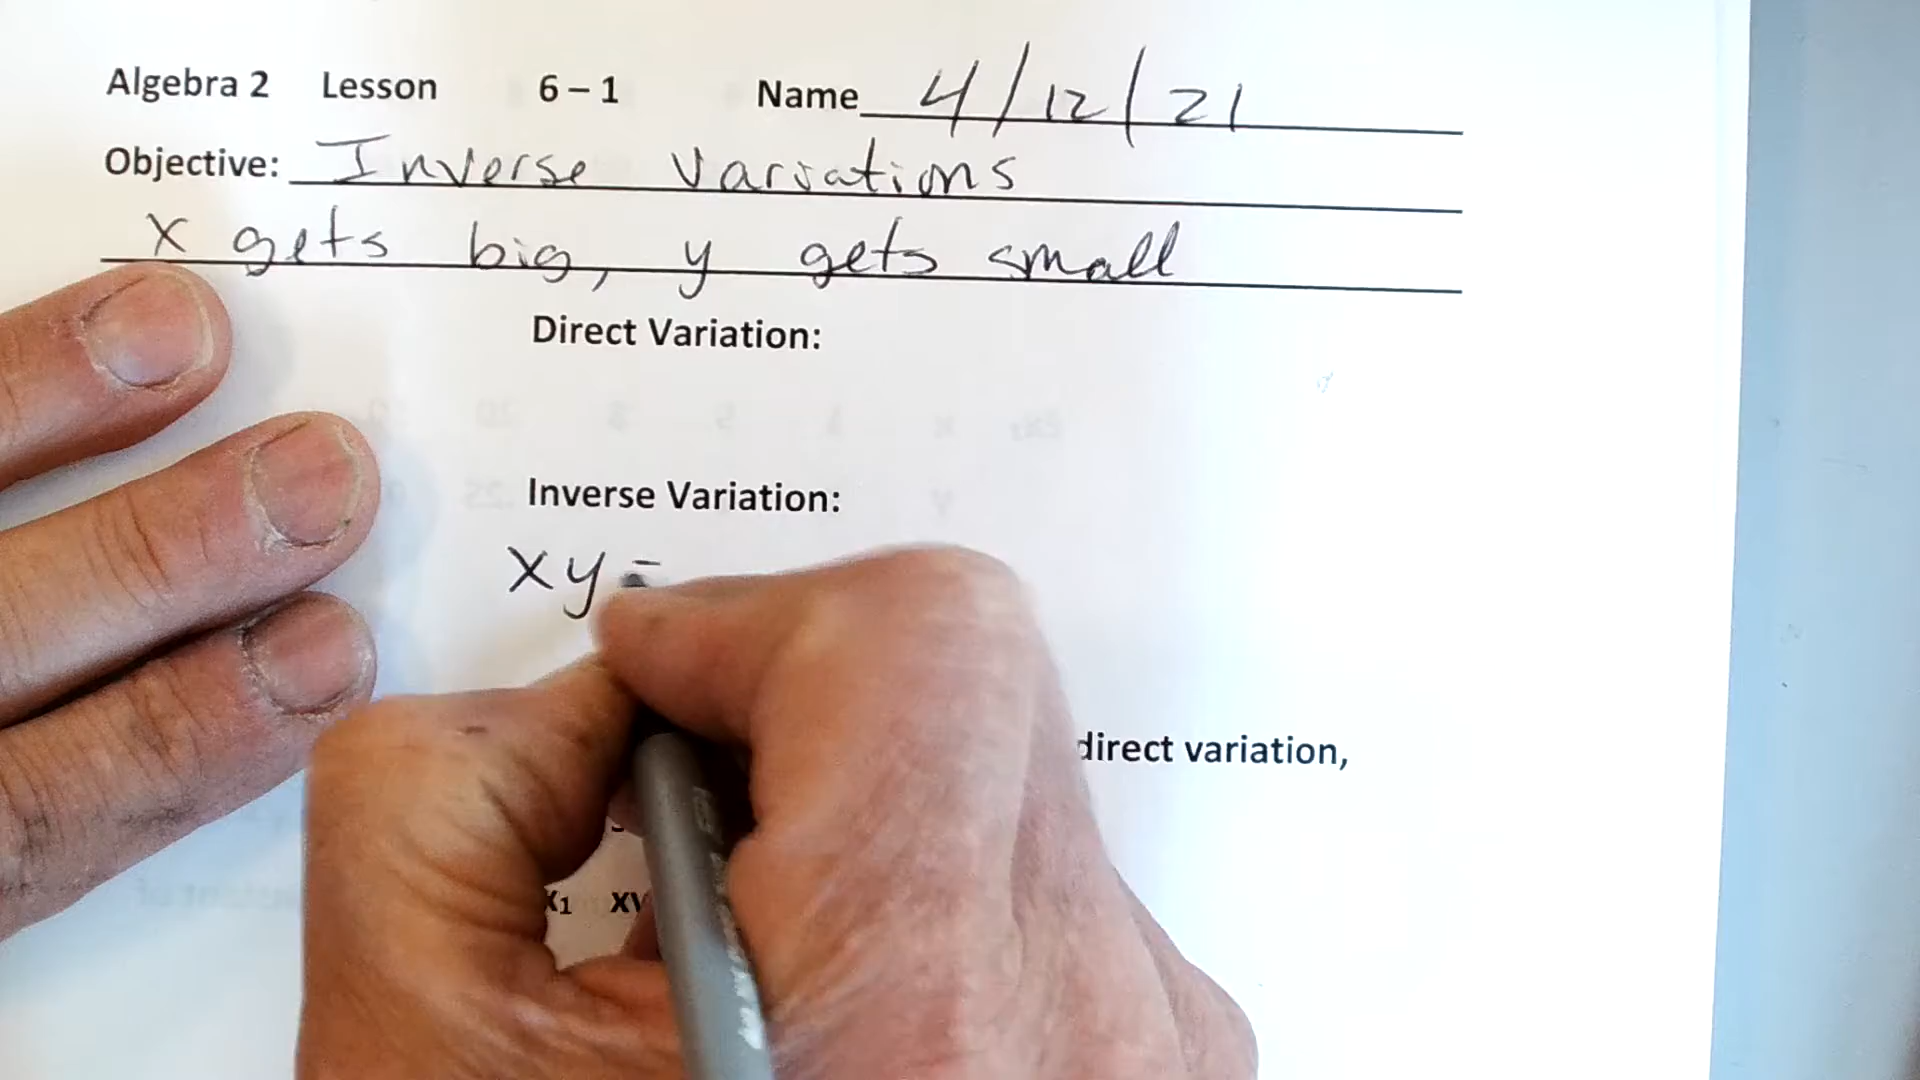 Algebra 2 Lesson 6 – 1 Name 4/12/21
Objective: Inverse variations
x gets big, y gets small
Direct Variation:
Inverse Variation:
xy=
direct variation,